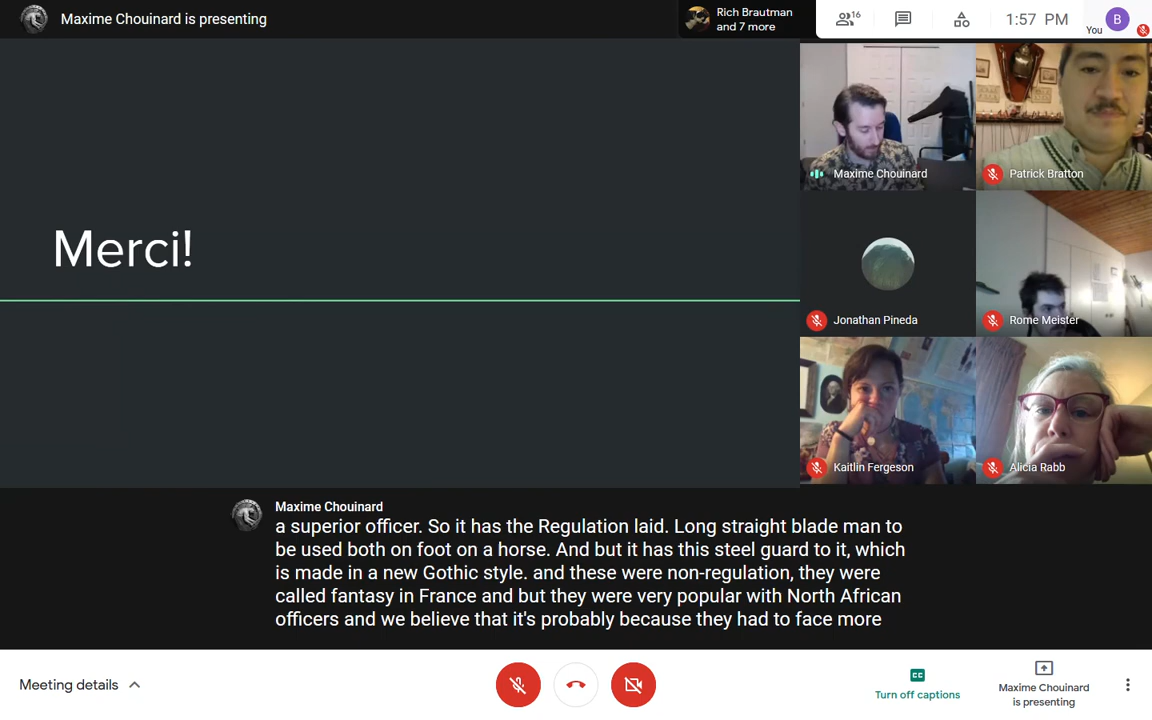 Maxime Chouinard is presenting
Rich Brautman
and 7 more
16
1:57 PM
You
B
Merci!
Maxime Chouinard
Patrick Bratton
Jonathan Pineda
Rome Meister
Kaitlin Fergeson
Alicia Rabb
Maxime Chouinard
a superior officer. So it has the Regulation laid. Long straight blade man to
be used both on foot on a horse. And but it has this steel guard to it, which
is made in a new Gothic style. and these were non-regulation, they were
called fantasy in France and but they were very popular with North African
officers and we believe that it's probably because they had to face more
Meeting details
CC
Turn off captions
Maxime Chouinard
is presenting